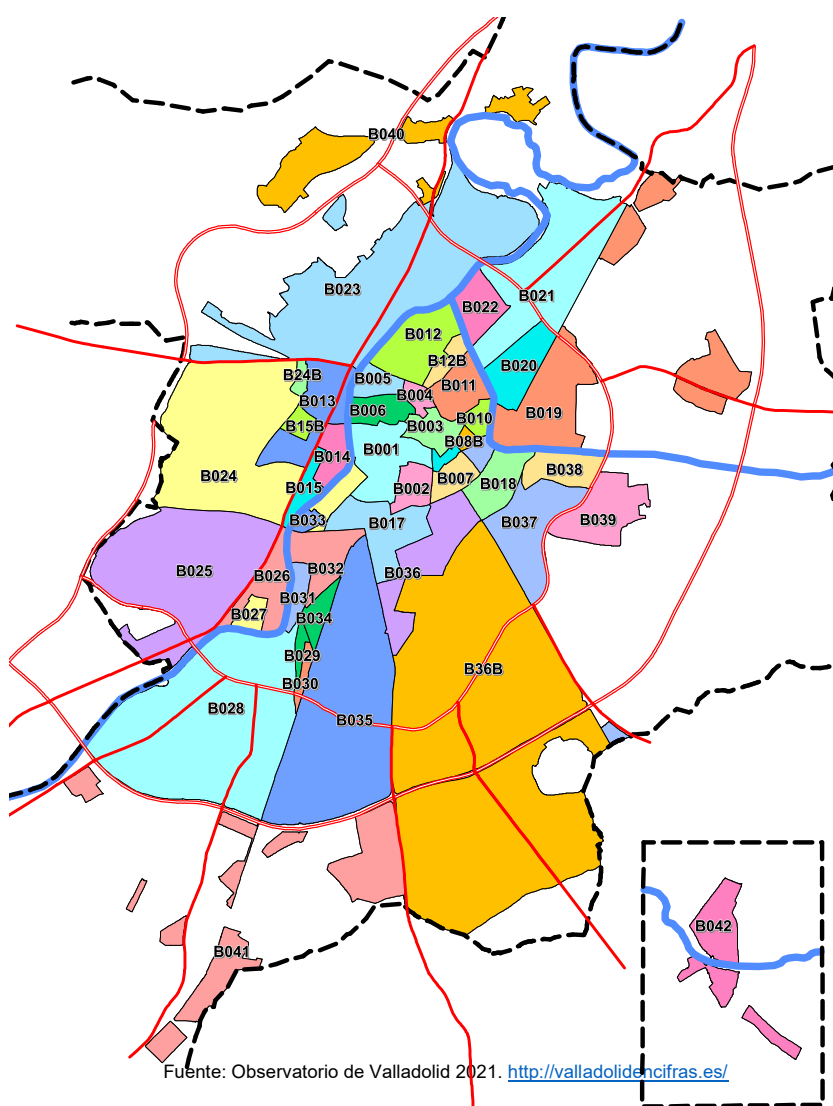 B040
B023
B022
B021
B012
B12B
B020
B24B
B005
B011
B013
B004
B006
B010
B019
B15B
B003
B08B
B001
B014
B038
B024
B007
B018
B015
B002
B033
B017
B037
B039
B025
B026
B032
B036
B031
B027
B034
B029
B36B
B030
B028
B035
B042
B041
Fuente: Observatorio de Valladolid 2021. http://valladolidencifras.es/